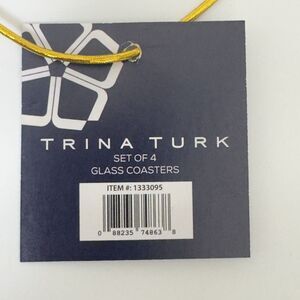 TRINA TURK
SET OF 4
GLASS COASTERS
ITEM #: 1333095
0 88235 74863 8